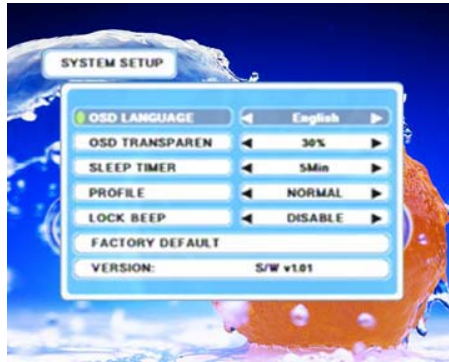 SYSTEM SETUP
OSD LANGUAGE English
OSD TRANSPAREN 30%
SLEEP TIMER 5Min
PROFILE NORMAL
LOCK BEEP DISABLE
FACTORY DEFAULT
VERSION: S/W v1.01